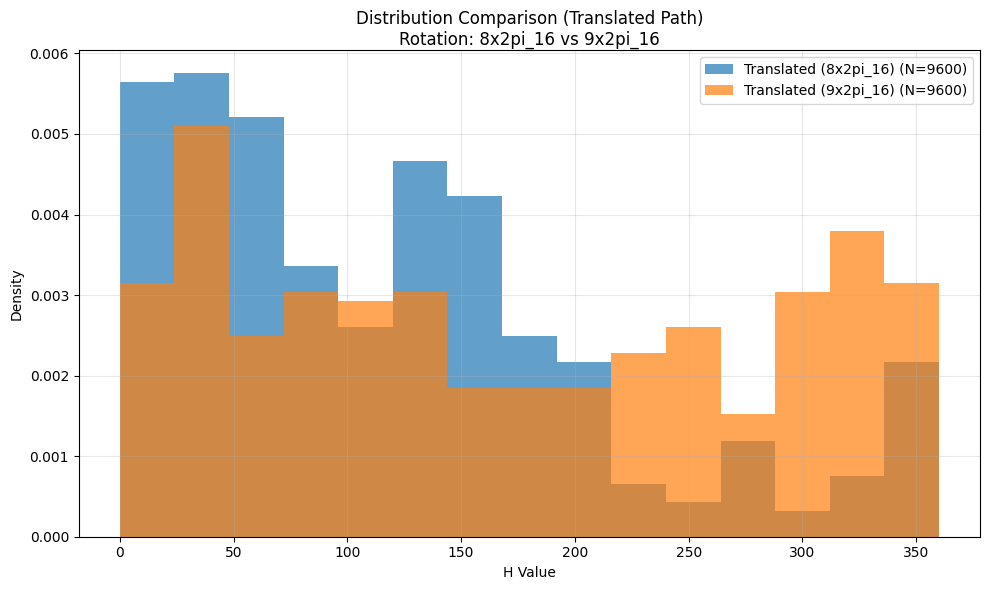 Distribution Comparison (Translated Path)
Rotation: 8x2pi_16 vs 9x2pi_16
Translated (8x2pi_16) (N=9600)
Translated (9x2pi_16) (N=9600)
0.006
0.005
0.004
0.003
0.002
0.001
0.000
Density
0 50 100 150 200 250 300 350
H Value